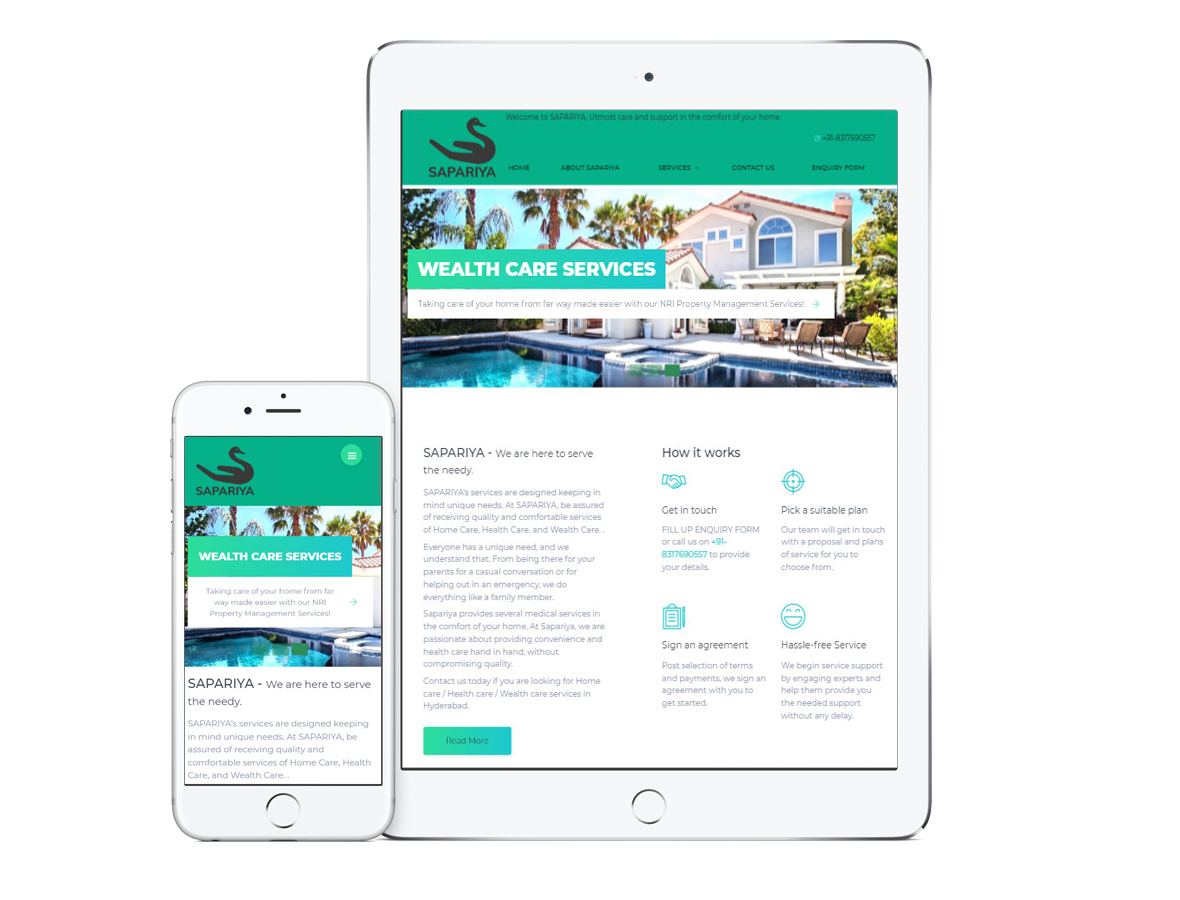 Welcome to SAPARIYA. Utmost care and support in the comfort of your home.
+91-8317690557
SAPARIYA
HOME
ABOUT SAPARIYA
SERVICES
CONTACT US
ENQUIRY FORM
WEALTH CARE SERVICES
Taking care of your home from far way made easier with our NRI Property Management Services!
SAPARIYA - We are here to serve
the needy.
SAPARIYA's services are designed keeping in
mind unique needs. At SAPARIYA, be assured
of receiving quality and comfortable services
of Home Care, Health Care, and Wealth Care. .
Everyone has a unique need, and we
understand that. From being there for your
parents for a casual conversation or for
helping out in an emergency, we do
everything like a family member.
Sapariya provides several medical services in
the comfort of your home. At Sapariya, we are
passionate about providing convenience and
health care hand in hand, without
compromising quality.
Contact us today if you are looking for Home
care / Health care / Wealth care services in
Hyderabad.
Read More
How it works
Get in touch
FILL UP ENQUIRY FORM
or call us on +91-
8317690557 to provide
your details.
Pick a suitable plan
Our team will get in touch
with a proposal and plans
of service for you to
choose from.
Sign an agreement
Post selection of terms
and payments, we sign an
agreement with you to
get started.
Hassle-free Service
We begin service support
by engaging experts and
help them provide you
the needed support
without any delay.
SAPARIYA
WEALTH CARE SERVICES
Taking care of your home from far
way made easier with our NRI
Property Management Services!
SAPARIYA - We are here to serve
the needy.
SAPARIYA's services are designed keeping
in mind unique needs. At SAPARIYA, be
assured of receiving quality and
comfortable services of Home Care, Health
Care, and Wealth Care. .